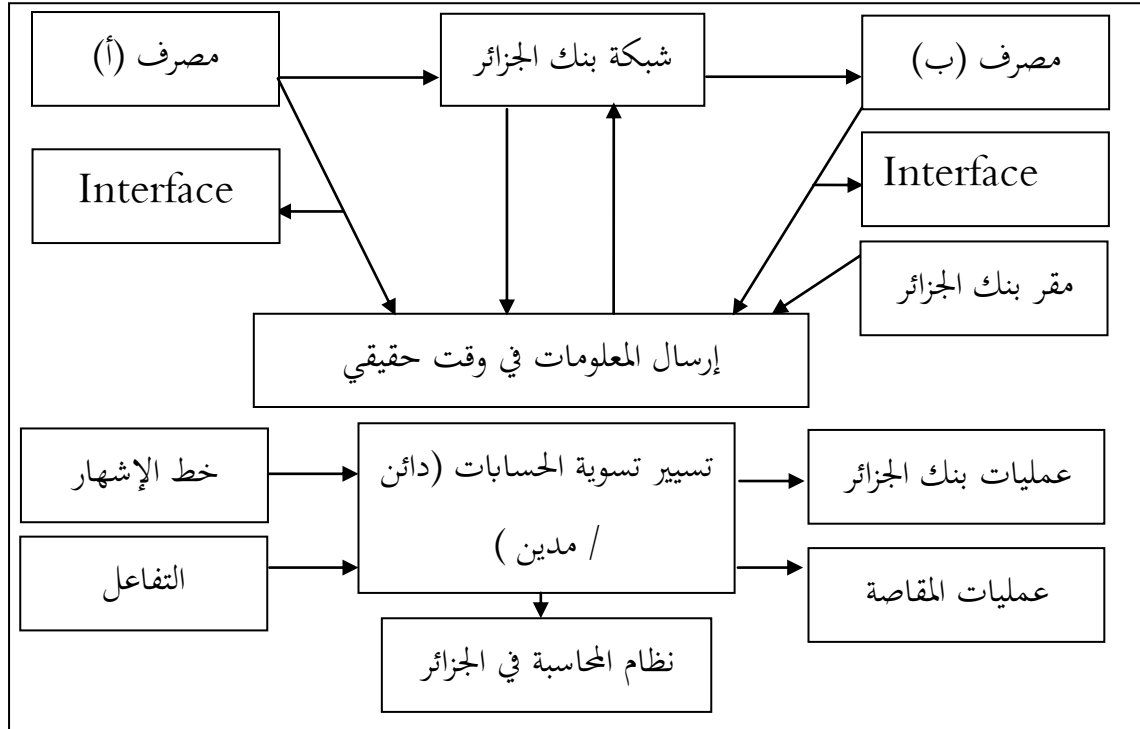 مصرف (أ)
شبكة بنك الجزائر
مصرف (ب)
Interface
Interface
مقر بنك الجزائر
إرسال المعلومات في وقت حقيقي
خط الإشهار
تسيير تسوية الحسابات (دائن
/ مدين )
عمليات بنك الجزائر
التفاعل
عمليات المقاصة
نظام المحاسبة في الجزائر